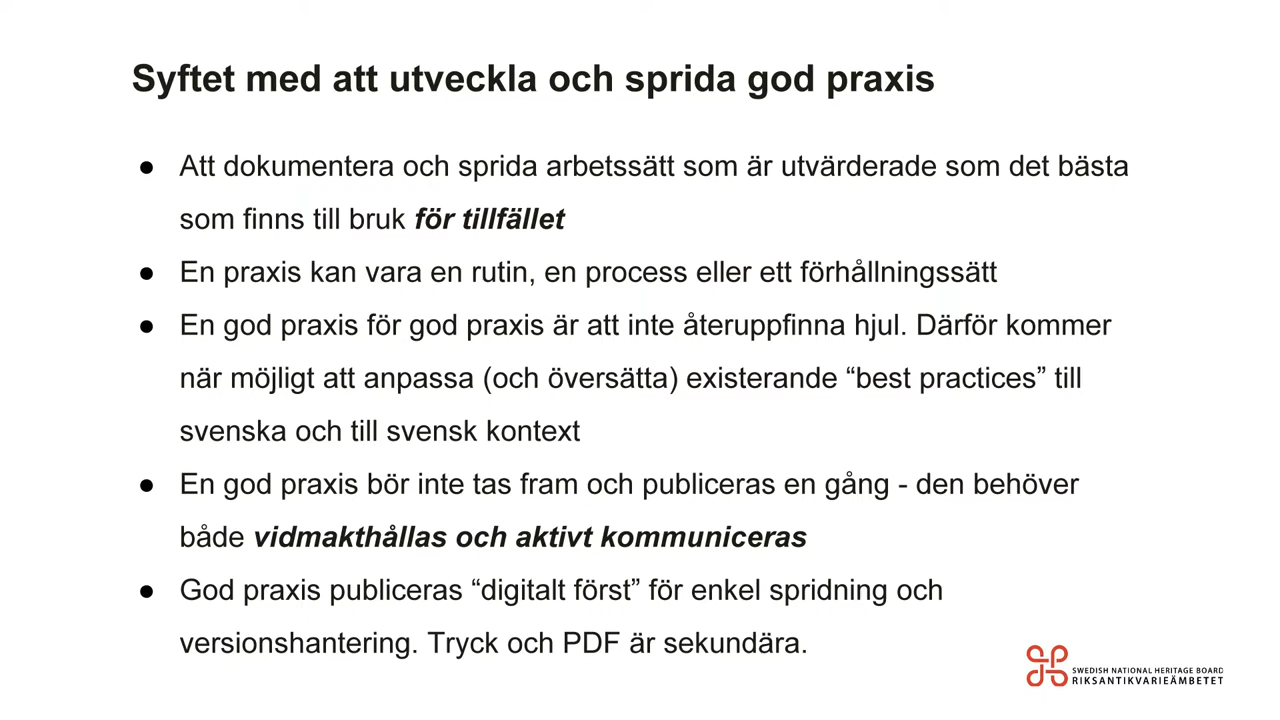 Syftet med att utveckla och sprida god praxis
● Att dokumentera och sprida arbetssätt som är utvärderade som det bästa
som finns till bruk för tillfället
● En praxis kan vara en rutin, en process eller ett förhållningssätt
● En god praxis för god praxis är att inte återuppfinna hjul. Därför kommer
när möjligt att anpassa (och översätta) existerande “best practices” till
svenska och till svensk kontext
● En god praxis bör inte tas fram och publiceras en gång - den behöver
både vidmakthållas och aktivt kommuniceras
● God praxis publiceras “digitalt först” för enkel spridning och
versionshantering. Tryck och PDF är sekundära.
SWEDISH NATIONAL HERITAGE BOARD
RIKSANTIKVARIEÄMBETET